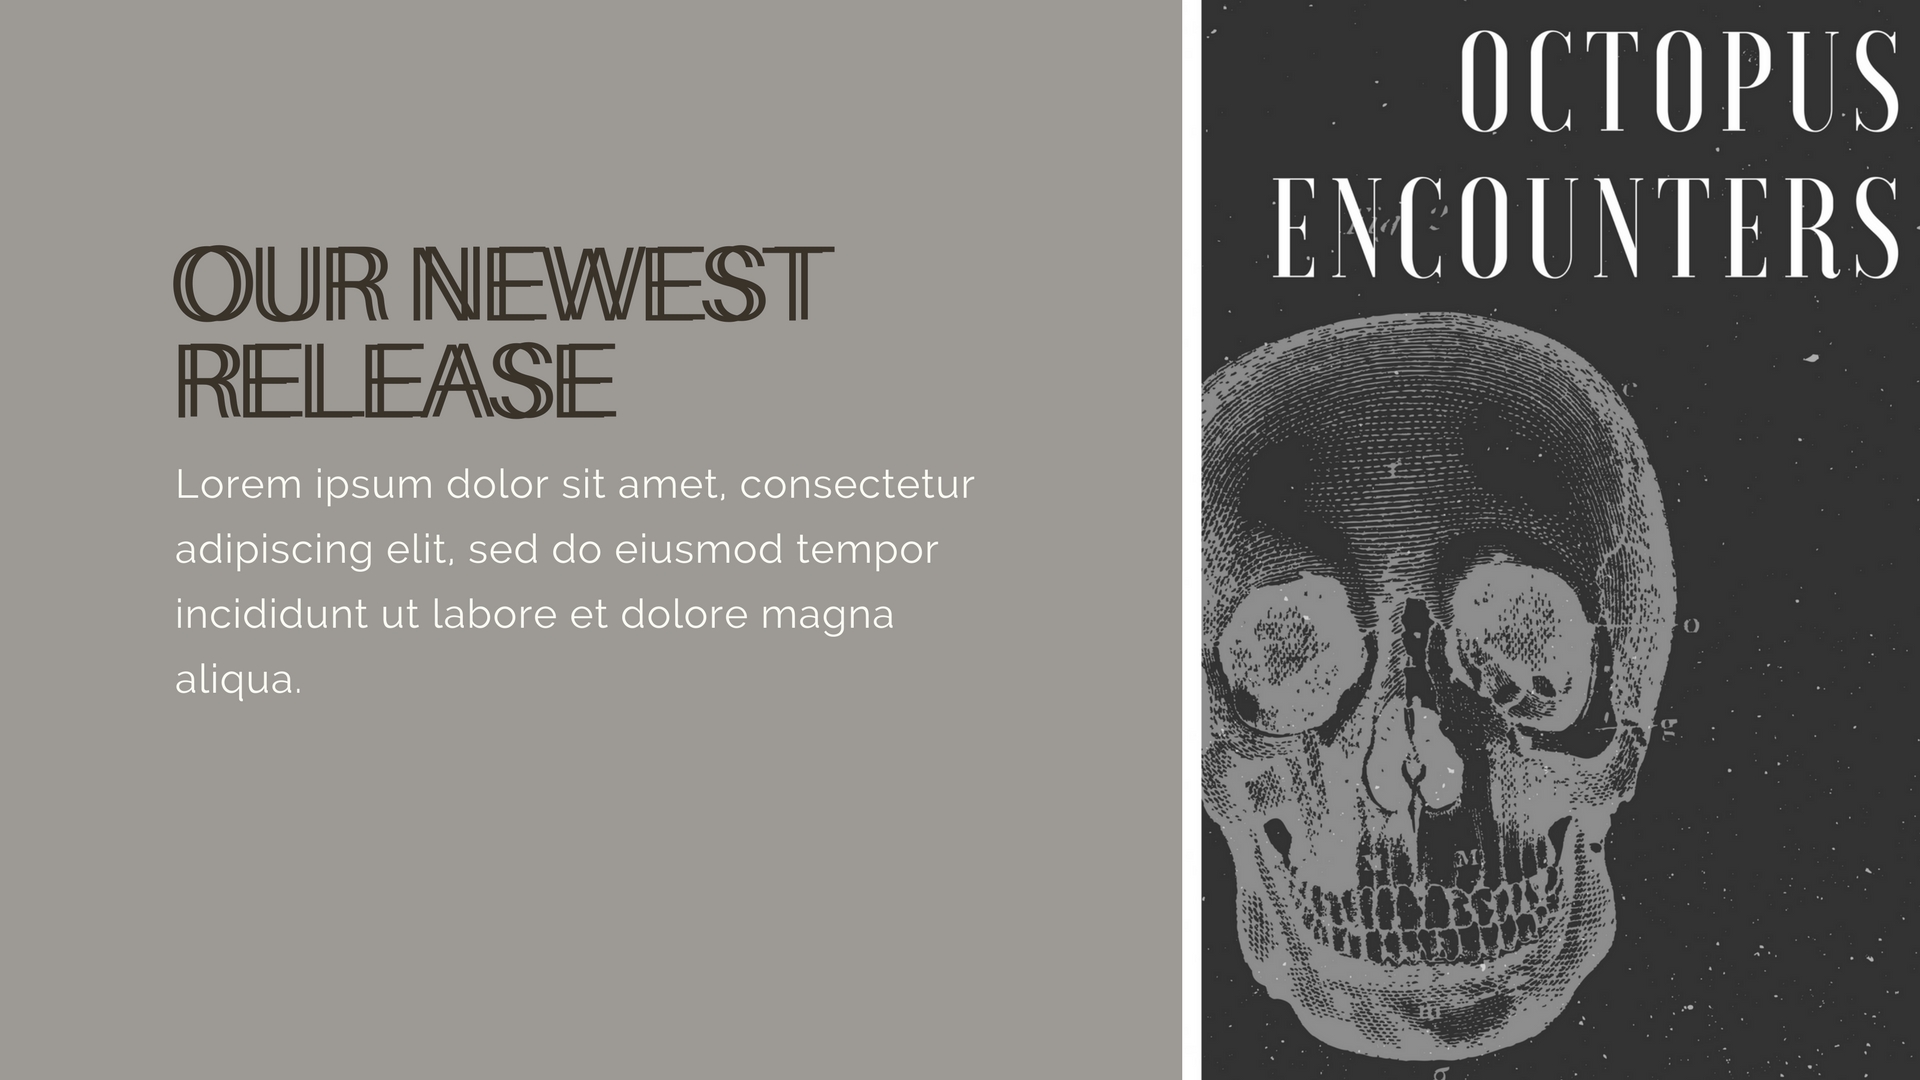 OUR NEWEST
RELEASE
Lorem ipsum dolor sit amet, consectetur
adipiscing elit, sed do eiusmod tempor
incididunt ut labore et dolore magna
aliqua.
OCTOPUS
ENCOUNTERS
c
f
o
g
M
m
g